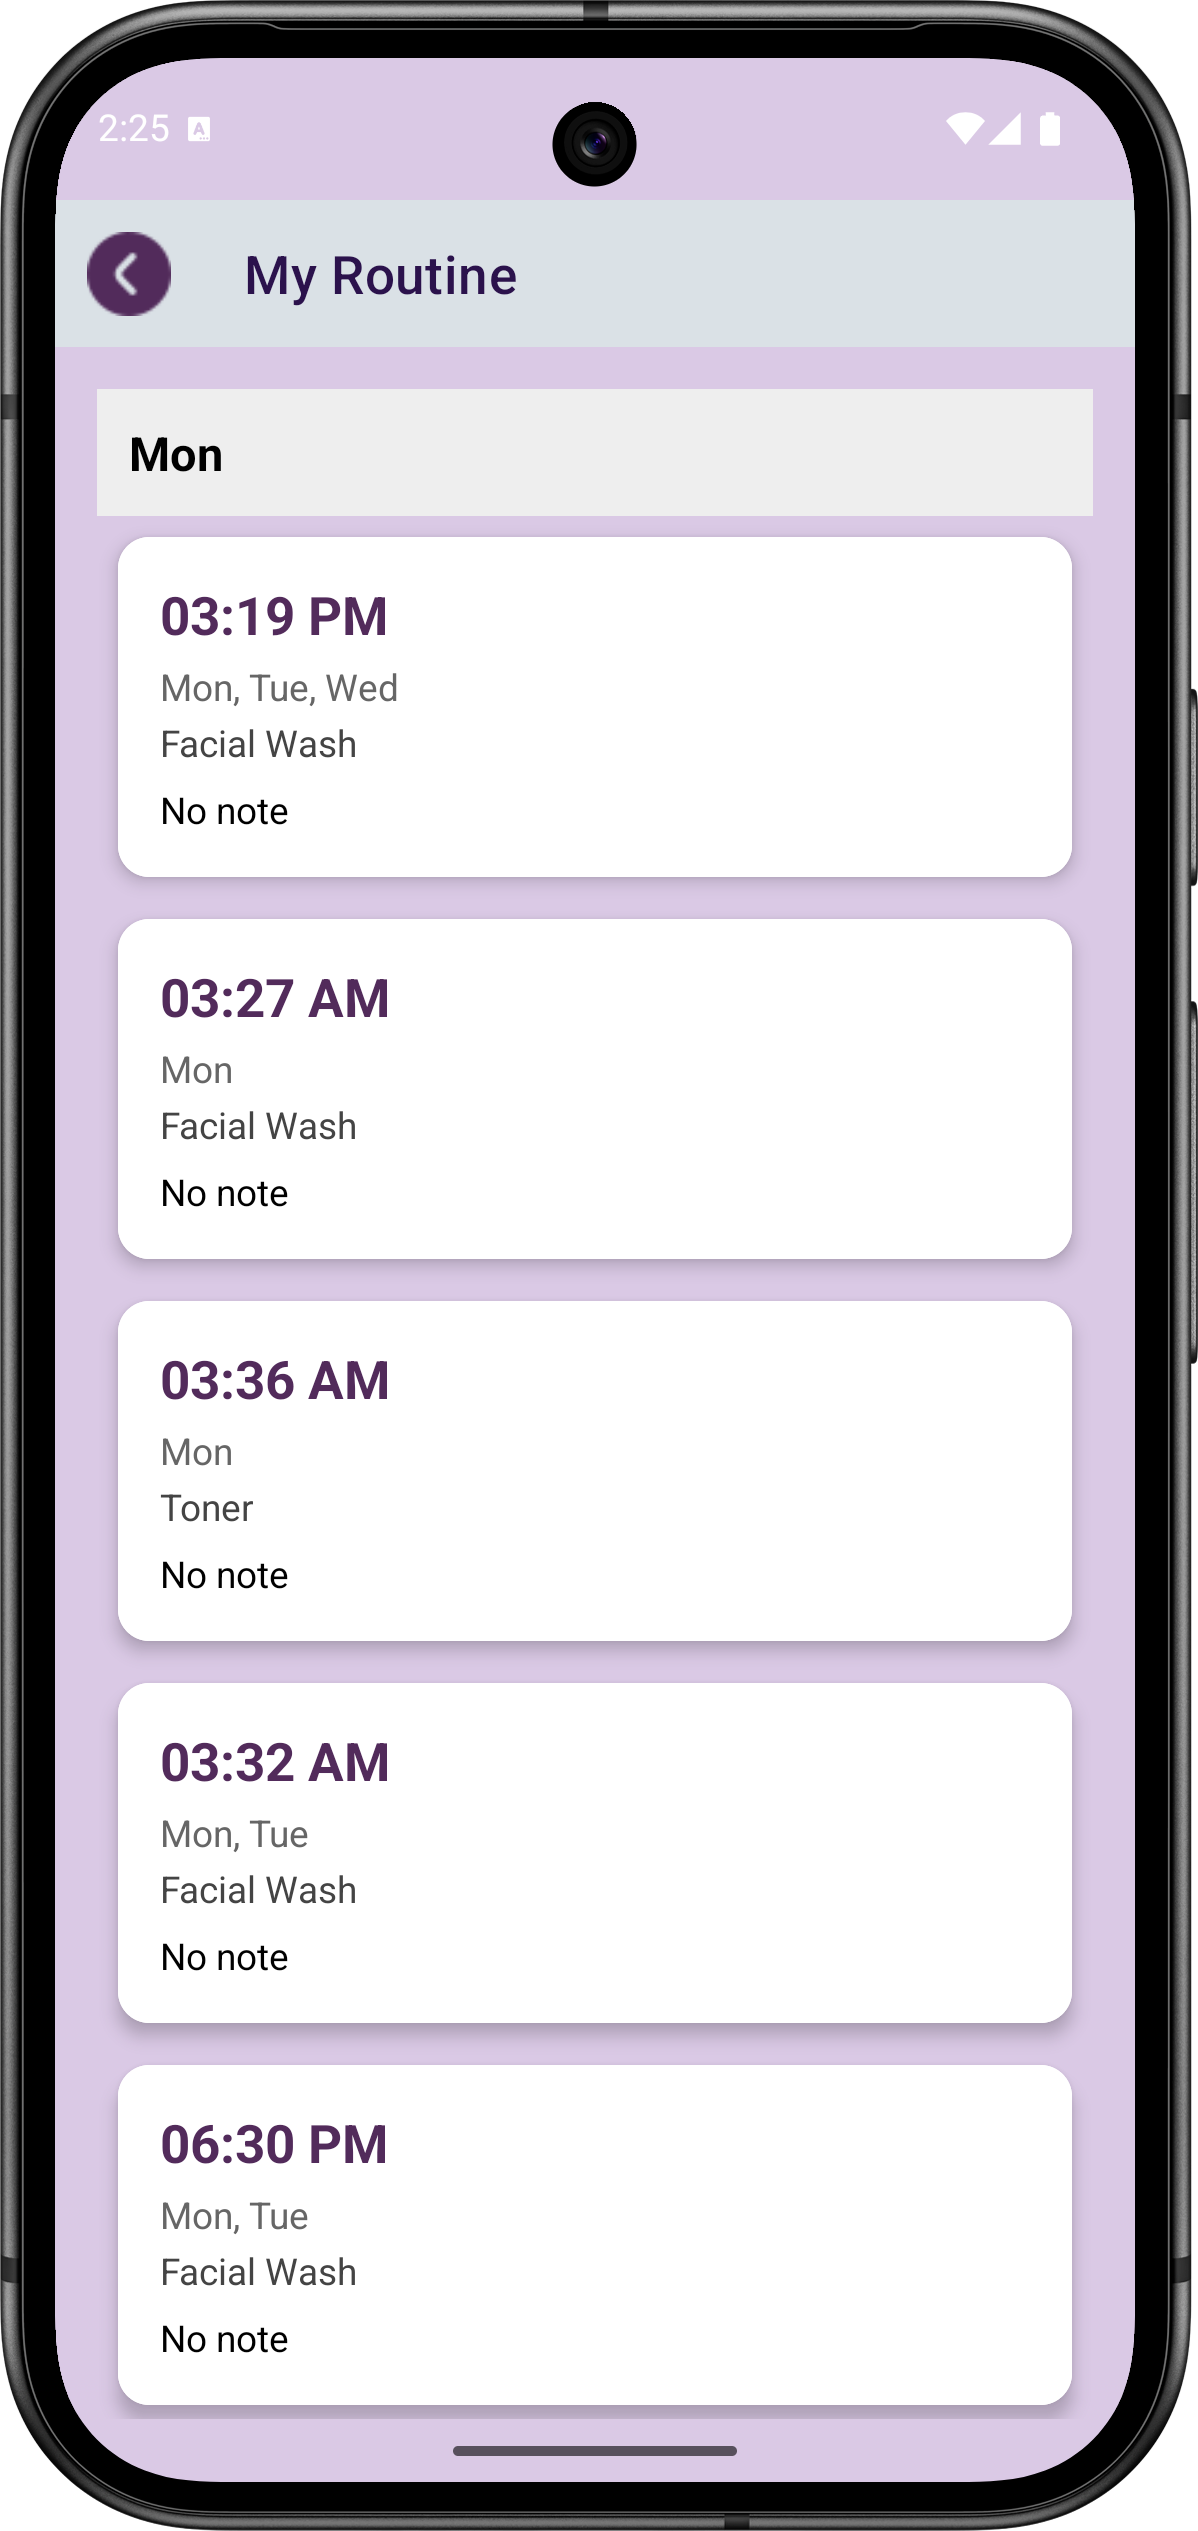 2:25
My Routine
Mon
03:19 PM
Mon, Tue, Wed
Facial Wash
No note
03:27 AM
Mon
Facial Wash
No note
03:36 AM
Mon
Toner
No note
03:32 AM
Mon, Tue
Facial Wash
No note
06:30 PM
Mon, Tue
Facial Wash
No note